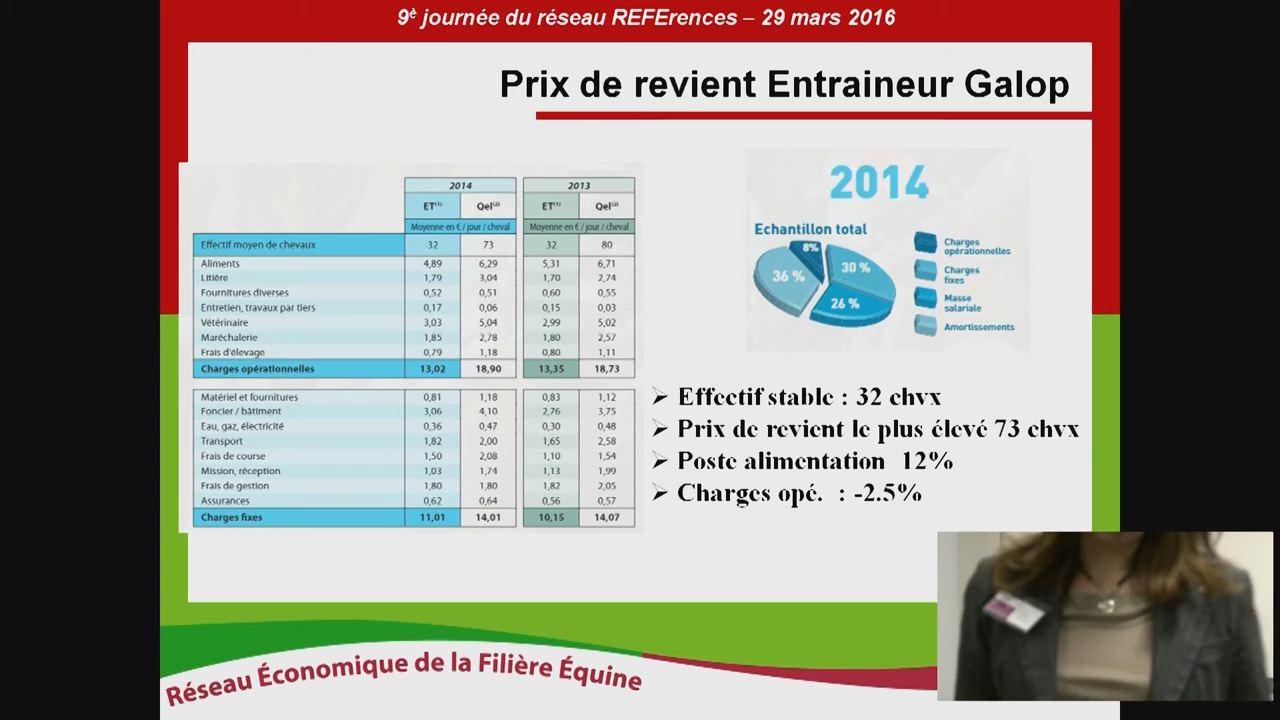 9è journée du réseau REFErences – 29 mars 2016
Prix de revient Entraineur Galop
2014 2013
ET(1) Qel(2) ET(1) Qel(2)
Moyenne en € / jour / cheval Moyenne en € / jour / cheval
Effectif moyen de chevaux 32 73 32 80
Aliments 4,89 6,29 5,31 6,71
Litière 1,79 3,04 1,70 2,74
Fournitures diverses 0,52 0,51 0,60 0,55
Entretien, travaux par tiers 0,17 0,06 0,15 0,03
Vétérinaire 3,03 5,04 2,99 5,02
Maréchalerie 1,85 2,78 1,80 2,57
Frais d'élevage 0,79 1,18 0,80 1,11
Charges opérationnelles 13,02 18,90 13,35 18,73
Matériel et fournitures 0,81 1,18 0,83 1,12
Foncier / bâtiment 3,06 4,10 2,76 3,75
Eau, gaz, électricité 0,36 0,47 0,30 0,48
Transport 1,82 2,00 1,65 2,58
Frais de course 1,50 2,08 1,10 1,54
Mission, réception 1,03 1,74 1,13 1,99
Frais de gestion 1,80 1,80 1,82 2,05
Assurances 0,62 0,64 0,56 0,57
Charges fixes 11,01 14,01 10,15 14,07
2014
Echantillon total
8%
36 %
30 %
26 %
Charges
opérationnelles
Charges
fixes
Masse
salariale
Amortissements
➢ Effectif stable : 32 chvx
➢ Prix de revient le plus élevé 73 chvx
➢ Poste alimentation 12%
➢ Charges opé. : -2.5%
Réseau Économique de la Filière Équine